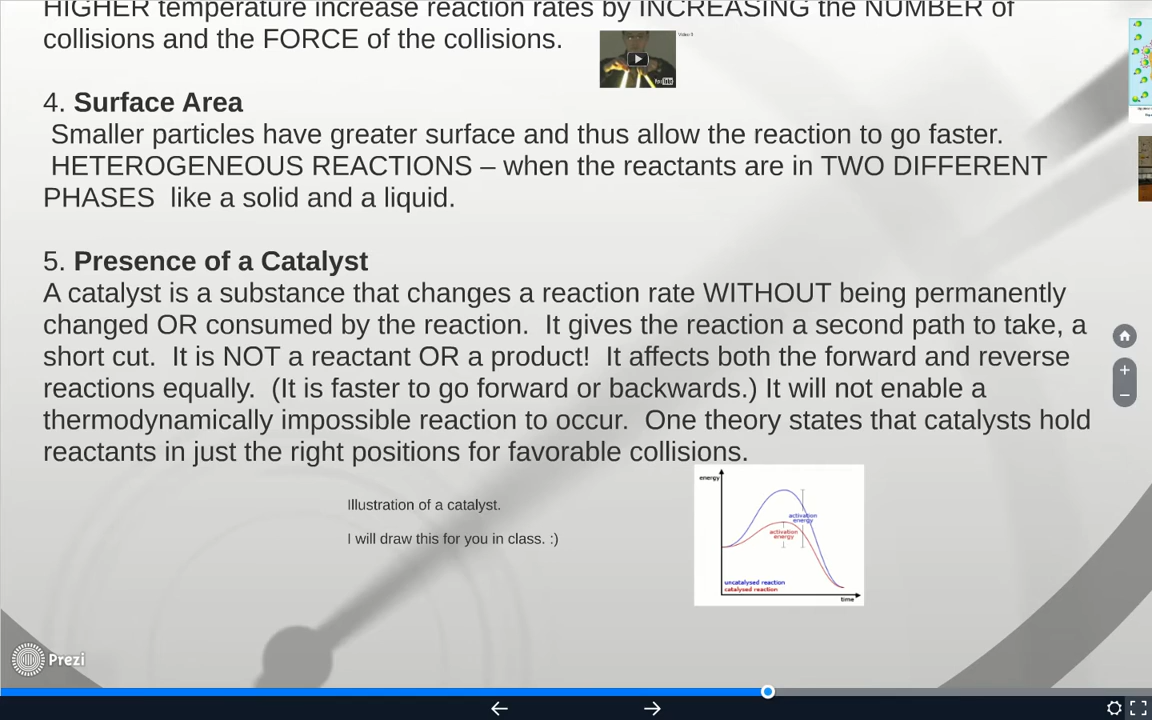 HIGHER temperature increase reaction rates by INCREASING the NUMBER of
collisions and the FORCE of the collisions.
Video 3
4. Surface Area
Smaller particles have greater surface and thus allow the reaction to go faster.
HETEROGENEOUS REACTIONS – when the reactants are in TWO DIFFERENT
PHASES like a solid and a liquid.
5. Presence of a Catalyst
A catalyst is a substance that changes a reaction rate WITHOUT being permanently
changed OR consumed by the reaction. It gives the reaction a second path to take, a
short cut. It is NOT a reactant OR a product! It affects both the forward and reverse
reactions equally. (It is faster to go forward or backwards.) It will not enable a
thermodynamically impossible reaction to occur. One theory states that catalysts hold
reactants in just the right positions for favorable collisions.
Illustration of a catalyst.
I will draw this for you in class. :)
energy
activation
energy
activation
energy
uncatalysed reaction
catalysed reaction
time
Prezi